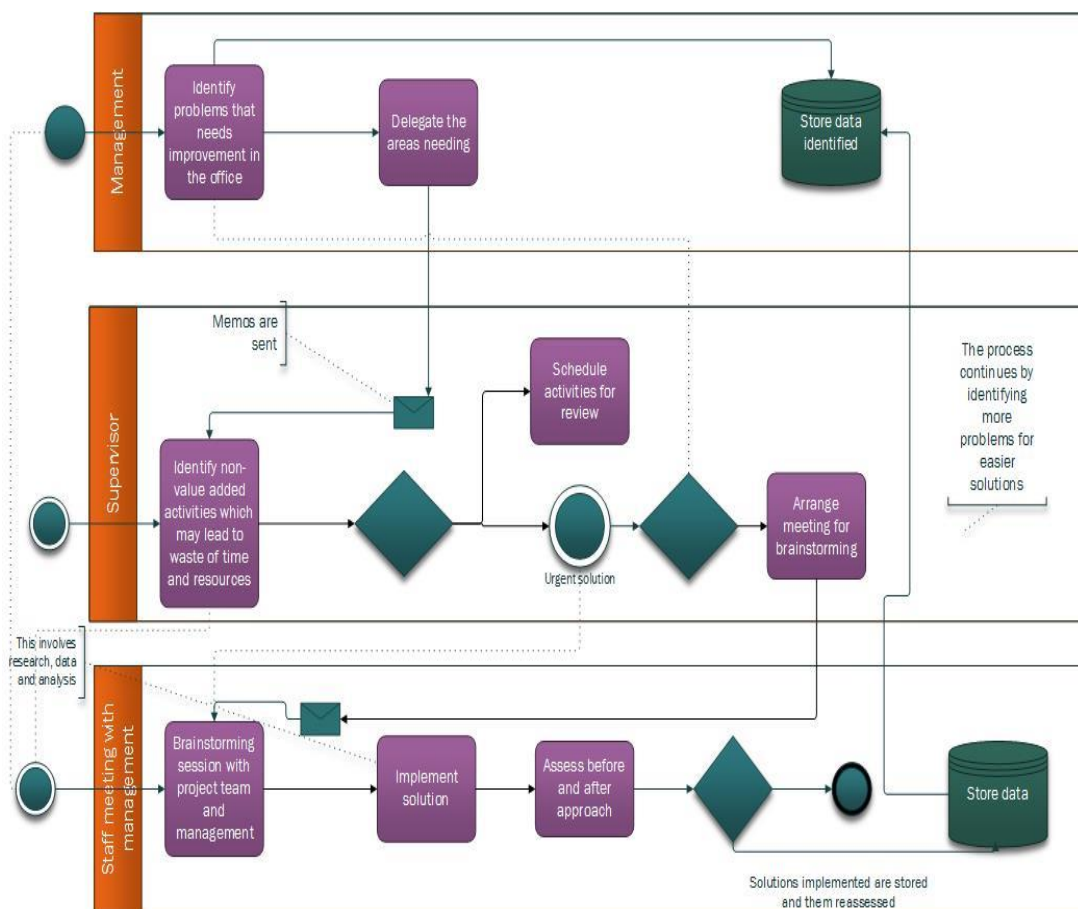 Management
Identify
problems that
needs
improvement in
the office
Delegate the
areas needing
Store data
identified
Supervisor
Memos are
sent
Schedule
activities for
review
The process
continues by
identifying
more
problems for
easier
solutions
Identify non-
value added
activities which
may lead to
waste of time
and resources
Urgent solution
Arrange
meeting for
brainstorming
This involves
research, data
and analysis
Staff meeting with
management
Brainstorming
session with
project team
and
management
Implement
solution
Assess before
and after
approach
Store data
Solutions implemented are stored
and them reassessed